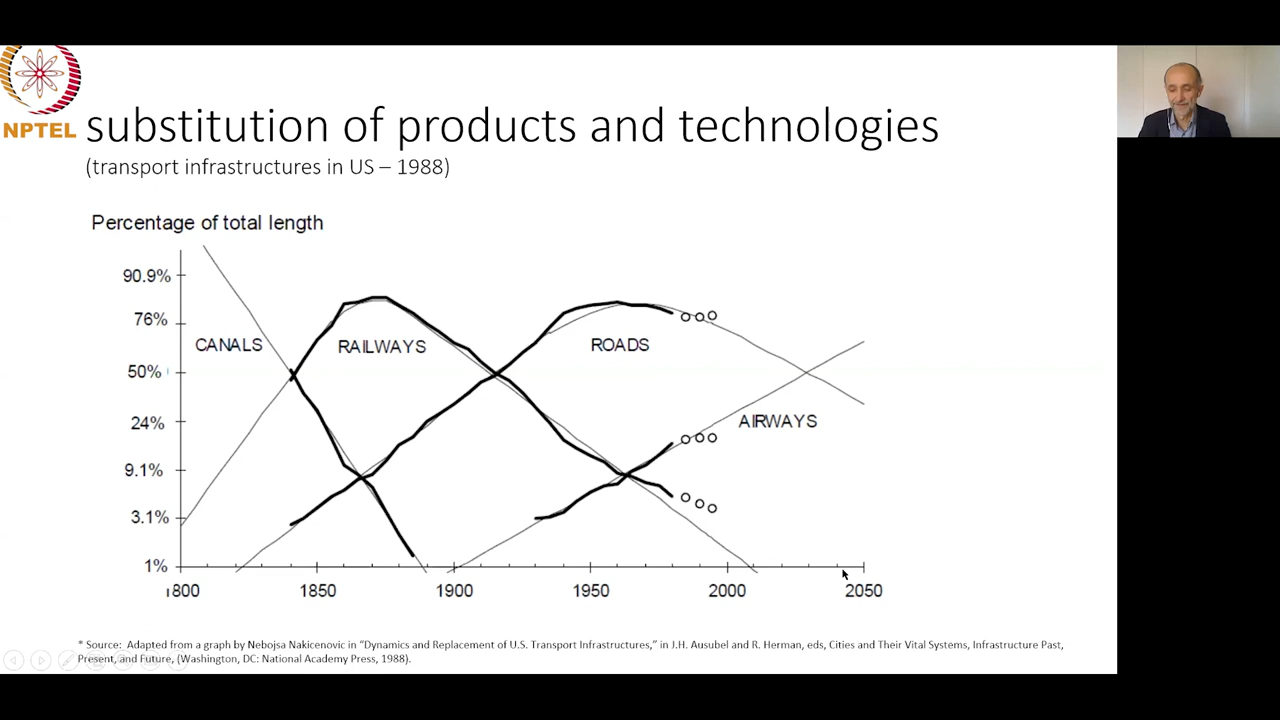 NPTEL
substitution of products and technologies
(transport infrastructures in US – 1988)
Percentage of total length
90.9%
76%
50%
24%
9.1%
3.1%
1%
CANALS
RAILWAYS
ROADS
AIRWAYS
1800 1850 1900 1950 2000 2050
* Source: Adapted from a graph by Nebojsa Nakicenovic in “Dynamics and Replacement of U.S. Transport Infrastructures,” in J.H. Ausubel and R. Herman, eds, Cities and Their Vital Systems, Infrastructure Past,
Present, and Future, (Washington, DC: National Academy Press, 1988).